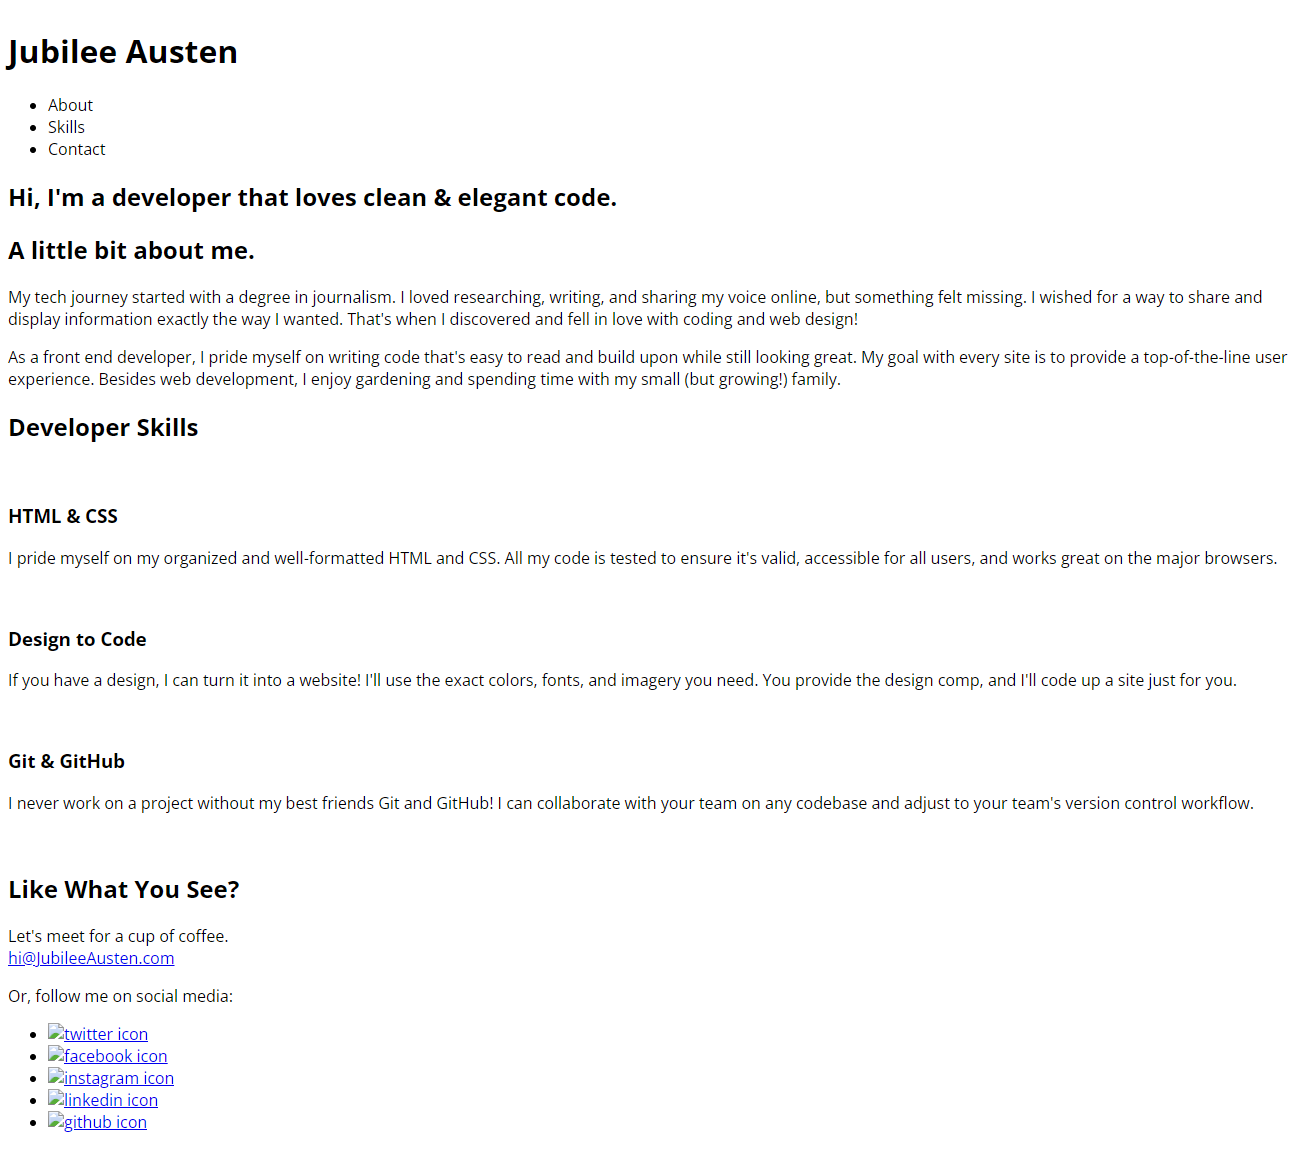 Jubilee Austen
About
Skills
Contact
Hi, I'm a developer that loves clean & elegant code.
A little bit about me.
My tech journey started with a degree in journalism. I loved researching, writing, and sharing my voice online, but something felt missing. I wished for a way to share and
display information exactly the way I wanted. That's when I discovered and fell in love with coding and web design!
As a front end developer, I pride myself on writing code that's easy to read and build upon while still looking great. My goal with every site is to provide a top-of-the-line user
experience. Besides web development, I enjoy gardening and spending time with my small (but growing!) family.
Developer Skills
HTML & CSS
I pride myself on my organized and well-formatted HTML and CSS. All my code is tested to ensure it's valid, accessible for all users, and works great on the major browsers.
Design to Code
If you have a design, I can turn it into a website! I'll use the exact colors, fonts, and imagery you need. You provide the design comp, and I'll code up a site just for you.
Git & GitHub
I never work on a project without my best friends Git and GitHub! I can collaborate with your team on any codebase and adjust to your team's version control workflow.
Like What You See?
Let's meet for a cup of coffee.
hi@JubileeAusten.com
Or, follow me on social media:
twitter icon
facebook icon
instagram icon
linkedin icon
github icon